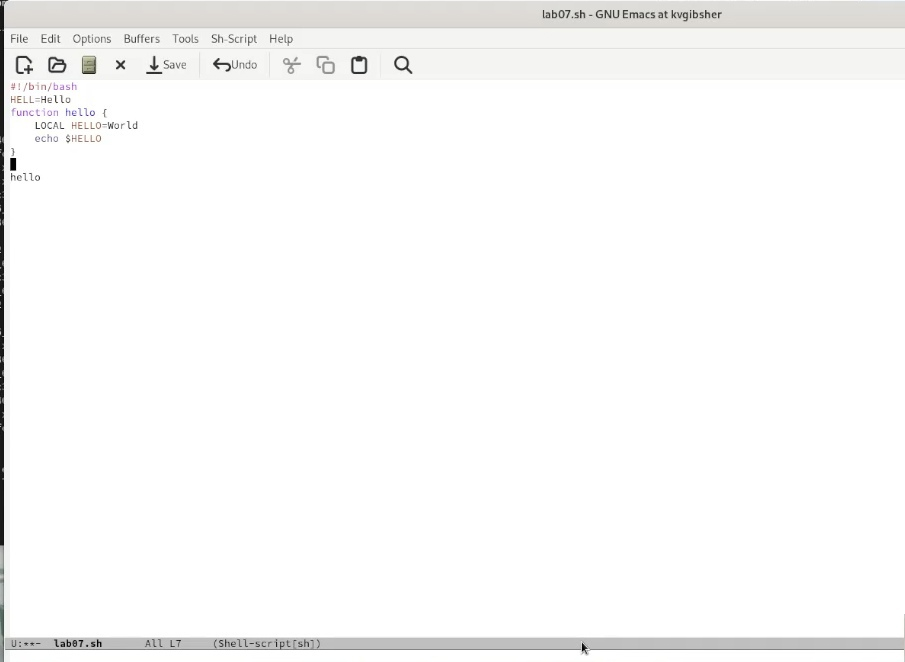 lab07.sh - GNU Emacs at kvgibsher
File Edit Options Buffers Tools Sh-Script Help
Save Undo
#!/bin/bash
HELL=Hello
function hello {
    LOCAL HELLO=World
    echo $HELLO
}
hello
U:**- lab07.sh All L7 (Shell-script[sh])